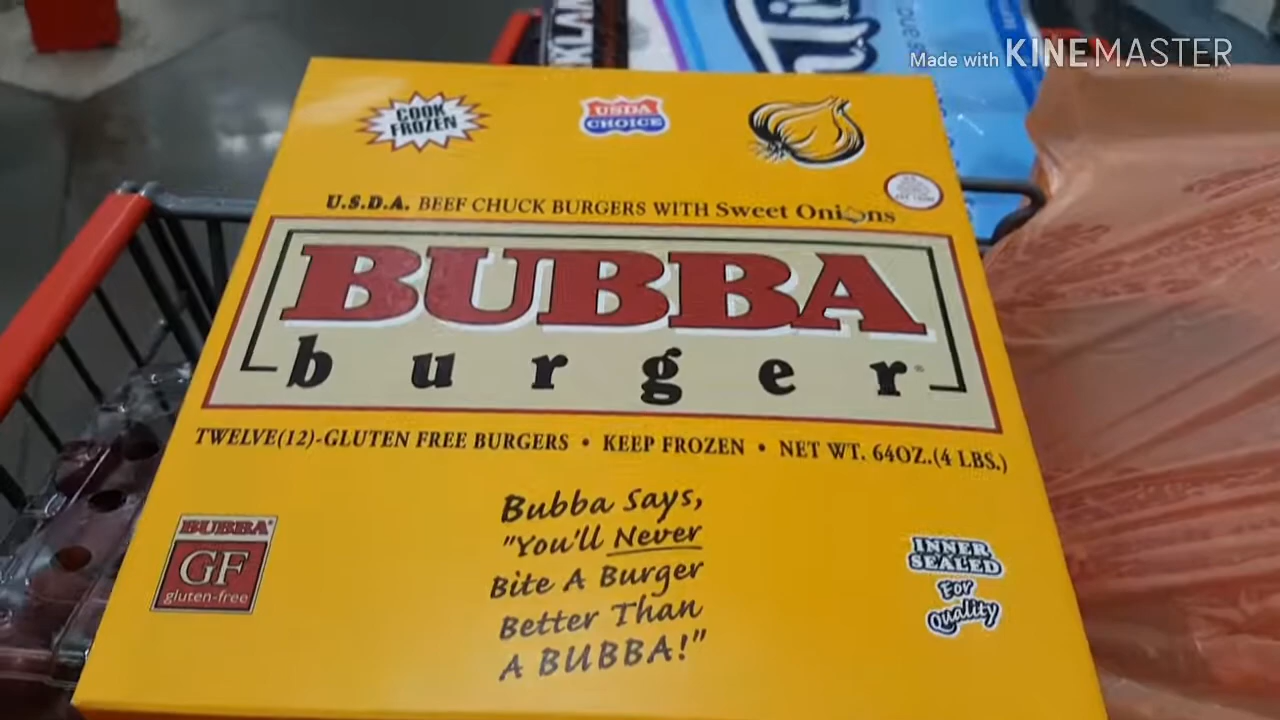 Made with KINEMASTER
COOK
FROZEN
USDA
CHOICE
U.S.D.A. BEEF CHUCK BURGERS WITH Sweet Onions
BUBBA
burger®
TWELVE(12)-GLUTEN FREE BURGERS • KEEP FROZEN • NET WT. 64OZ.(4 LBS.)
Bubba Says,
"You'll Never
Bite A Burger
Better Than
A BUBBA!"
BUBBA®
GF
gluten-free
INNER
SEALED
For
Quality